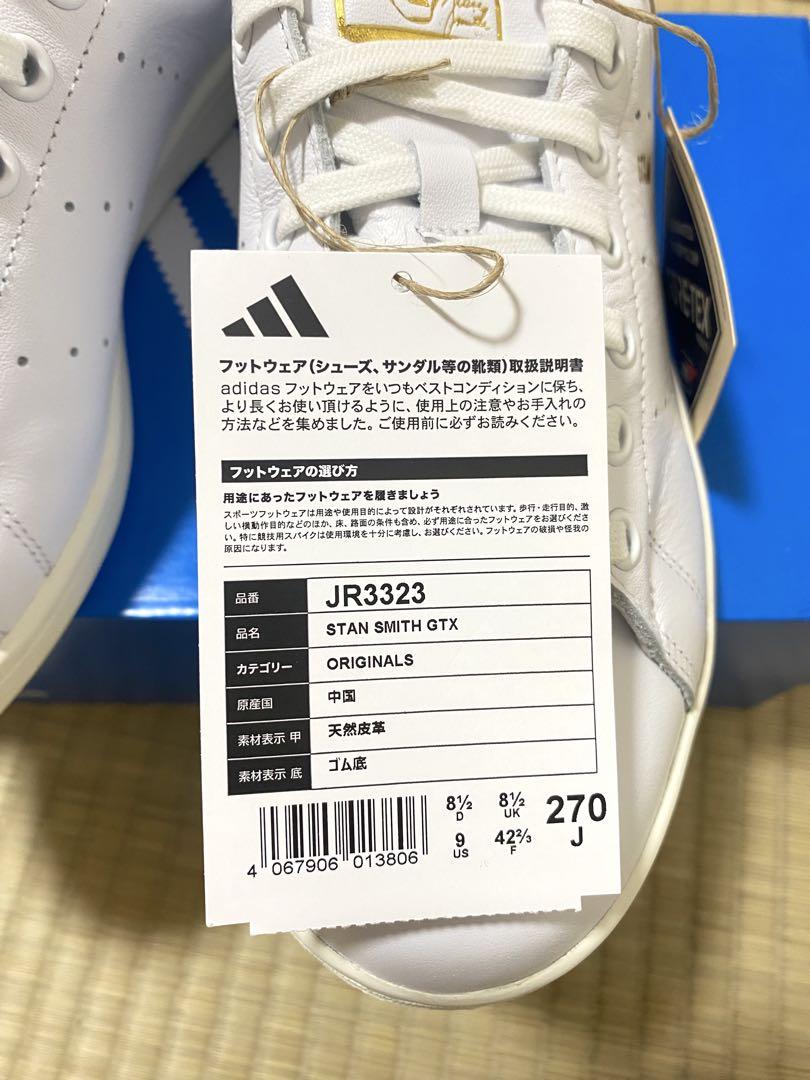 フットウェア(シューズ、サンダル等の靴類)取扱説明書
adidas フットウェアをいつもベストコンディションに保ち、
より長くお使い頂けるように、使用上の注意やお手入れの
方法などを集めました。ご使用前に必ずお読みください。
フットウェアの選び方
用途にあったフットウェアを履きましょう
スポーツフットウェアは用途や使用目的によって設計がそれぞれされています。歩行・走行目的、激
しい横動作目的などのほか、床、路面の条件も含め、必ず用途に合ったフットウェアをお選びくださ
い。特に競技用スパイクは使用環境を十分に考慮し、お選びください。フットウェアの破損や怪我の
原因になります。
品番 JR3323
品名 STAN SMITH GTX
カテゴリー ORIGINALS
原産国 中国
素材表示 甲 天然皮革
素材表示 底 ゴム底
8½ 8½ 270
D UK J
9 42⅔
US F
4 067906 013806